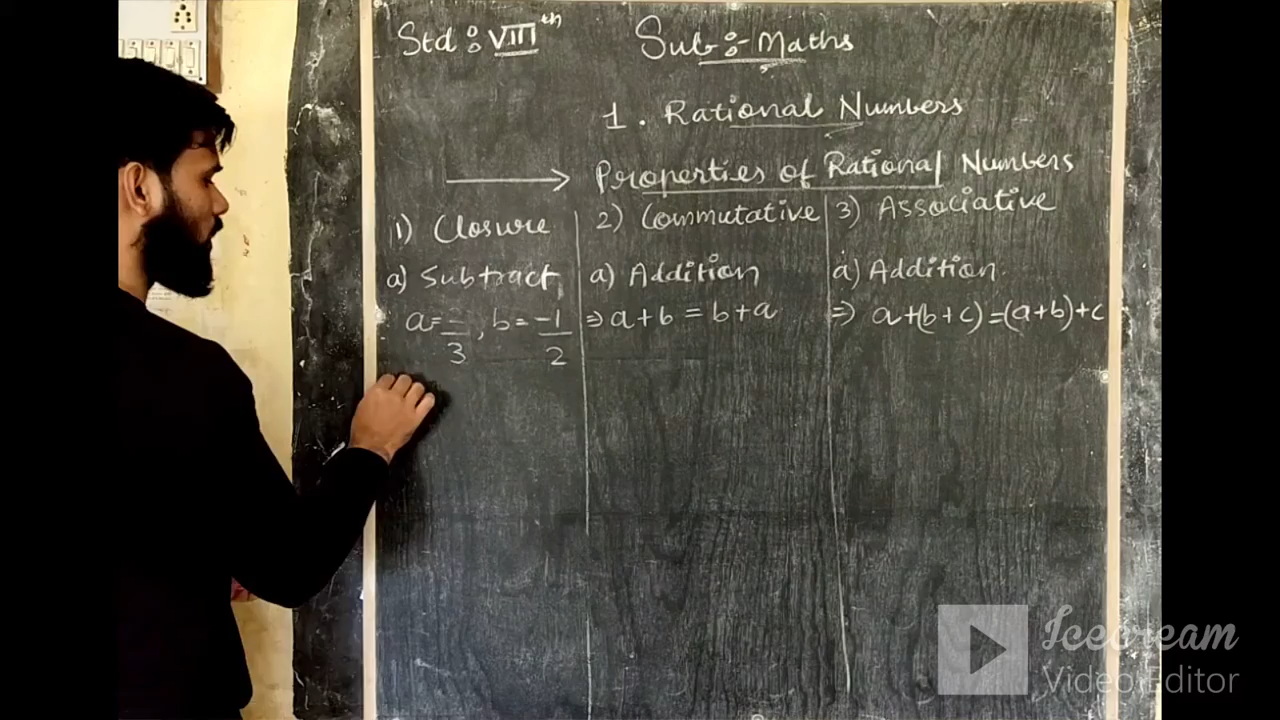 Std : VIIIth Sub :- Maths
1. Rational Numbers
→ Properties of Rational Numbers
1) Closure
a) Subtract
a= /3, b= -1/2
2) Commutative
a) Addition
⇒ a+b = b+a
3) Associative
a) Addition
⇒ a+(b+c)=(a+b)+c
Icecream
Video Editor